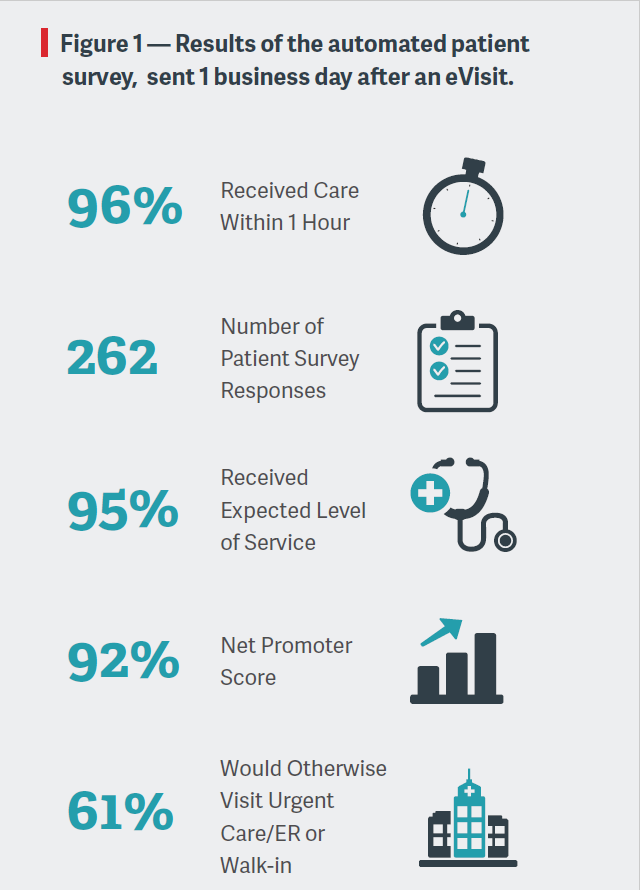 Figure 1 — Results of the automated patient
survey, sent 1 business day after an eVisit.
96%
Received Care
Within 1 Hour
262
Number of
Patient Survey
Responses
95%
Received
Expected Level
of Service
92%
Net Promoter
Score
61%
Would Otherwise
Visit Urgent
Care/ER or
Walk-in